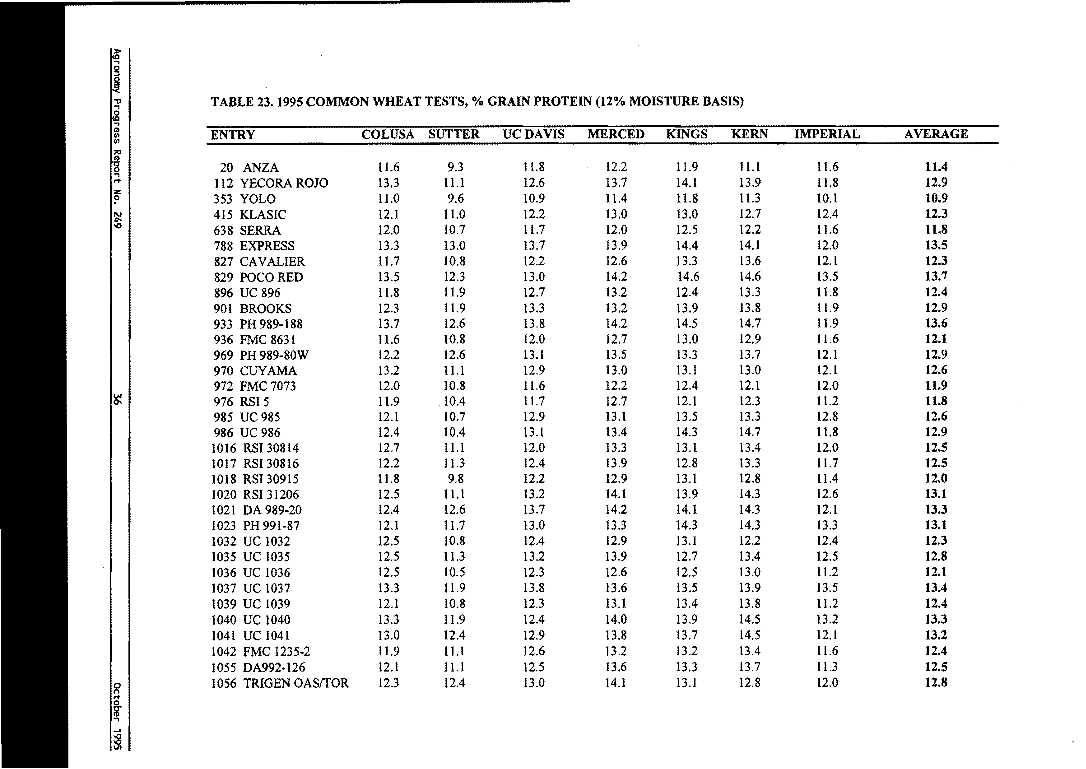 Agronomy Progress Report No. 249
36
October 1995
TABLE 23. 1995 COMMON WHEAT TESTS, % GRAIN PROTEIN (12% MOISTURE BASIS)
ENTRY COLUSA SUTTER UC DAVIS MERCED KINGS KERN IMPERIAL AVERAGE
20 ANZA 11.6 9.3 11.8 12.2 11.9 11.1 11.6 11.4
112 YECORA ROJO 13.3 11.1 12.6 13.7 14.1 13.9 11.8 12.9
353 YOLO 11.0 9.6 10.9 11.4 11.8 11.3 10.1 10.9
415 KLASIC 12.1 11.0 12.2 13.0 13.0 12.7 12.4 12.3
638 SERRA 12.0 10.7 11.7 12.0 12.5 12.2 11.6 11.8
788 EXPRESS 13.3 13.0 13.7 13.9 14.4 14.1 12.0 13.5
827 CAVALIER 11.7 10.8 12.2 12.6 13.3 13.6 12.1 12.3
829 POCO RED 13.5 12.3 13.0 14.2 14.6 14.6 13.5 13.7
896 UC 896 11.8 11.9 12.7 13.2 12.4 13.3 11.8 12.4
901 BROOKS 12.3 11.9 13.3 13.2 13.9 13.8 11.9 12.9
933 PH 989-188 13.7 12.6 13.8 14.2 14.5 14.7 11.9 13.6
936 FMC 8631 11.6 10.8 12.0 12.7 13.0 12.9 11.6 12.1
969 PH 989-80W 12.2 12.6 13.1 13.5 13.3 13.7 12.1 12.9
970 CUYAMA 13.2 11.1 12.9 13.0 13.1 13.0 12.1 12.6
972 FMC 7073 12.0 10.8 11.6 12.2 12.4 12.1 12.0 11.9
976 RSI 5 11.9 10.4 11.7 12.7 12.1 12.3 11.2 11.8
985 UC 985 12.1 10.7 12.9 13.1 13.5 13.3 12.8 12.6
986 UC 986 12.4 10.4 13.1 13.4 14.3 14.7 11.8 12.9
1016 RSI 30814 12.7 11.1 12.0 13.3 13.1 13.4 12.0 12.5
1017 RSI 30816 12.2 11.3 12.4 13.9 12.8 13.3 11.7 12.5
1018 RSI 30915 11.8 9.8 12.2 12.9 13.1 12.8 11.4 12.0
1020 RSI 31206 12.5 11.1 13.2 14.1 13.9 14.3 12.6 13.1
1021 DA 989-20 12.4 12.6 13.7 14.2 14.1 14.3 12.1 13.3
1023 PH 991-87 12.1 11.7 13.0 13.3 14.3 14.3 13.3 13.1
1032 UC 1032 12.5 10.8 12.4 12.9 13.1 12.2 12.4 12.3
1035 UC 1035 12.5 11.3 13.2 13.9 12.7 13.4 12.5 12.8
1036 UC 1036 12.5 10.5 12.3 12.6 12.5 13.0 11.2 12.1
1037 UC 1037 13.3 11.9 13.8 13.6 13.5 13.9 13.5 13.4
1039 UC 1039 12.1 10.8 12.3 13.1 13.4 13.8 11.2 12.4
1040 UC 1040 13.3 11.9 12.4 14.0 13.9 14.5 13.2 13.3
1041 UC 1041 13.0 12.4 12.9 13.8 13.7 14.5 12.1 13.2
1042 FMC 1235-2 11.9 11.1 12.6 13.2 13.2 13.4 11.6 12.4
1055 DA992-126 12.1 11.1 12.5 13.6 13.3 13.7 11.3 12.5
1056 TRIGEN OAS/TOR 12.3 12.4 13.0 14.1 13.1 12.8 12.0 12.8